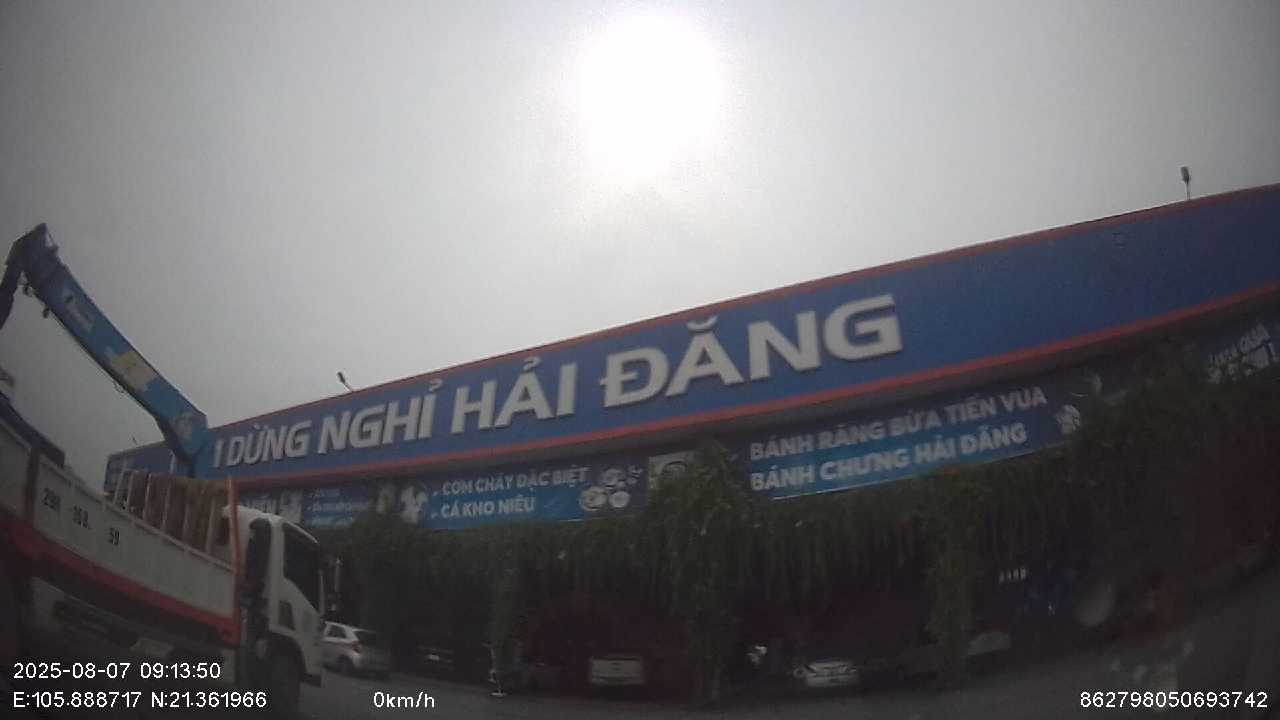 DỪNG NGHỈ HẢI ĐĂNG
CƠM CHÁY ĐẶC BIỆT
CÁ KHO NIÊU
BÁNH RĂNG BỪA TIẾN VUA
BÁNH CHƯNG HẢI ĐĂNG
59
2025-08-07 09:13:50
E:105.888717 N:21.361966
0km/h
862798050693742